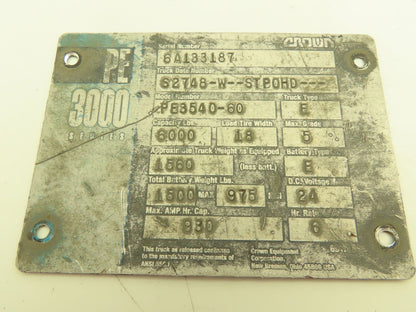 Serial Number
CROWN
6A133187
Truck Data Number
PE
62748-W--STPOHD---
Model Number
Truck Type
3000
PE3540-60
E
SERIES
Capacity Lbs.
Load Tire Width
Max. Grade
6000
18
5 %
Approximate Truck Weight as Equipped
Battery Type
1560
(less Batt.)
E
Total Battery Weight Lbs.
D.C. Voltage
1500 MAX
975
24
Max. AMP Hr. Cap.
Hr. Rate
930
6
This truck as released conforms
to the mandatory requirements of
ANSI
Crown Equipment
Corporation,
New Bremen, Ohio 45869 USA